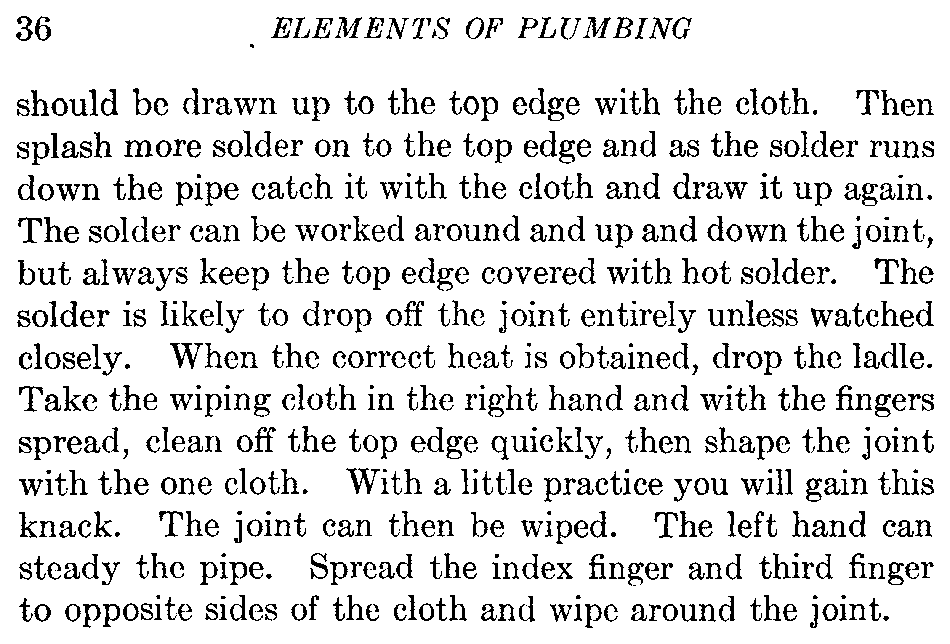 36 ELEMENTS OF PLUMBING
should be drawn up to the top edge with the cloth. Then
splash more solder on to the top edge and as the solder runs
down the pipe catch it with the cloth and draw it up again.
The solder can be worked around and up and down the joint,
but always keep the top edge covered with hot solder. The
solder is likely to drop off the joint entirely unless watched
closely. When the correct heat is obtained, drop the ladle.
Take the wiping cloth in the right hand and with the fingers
spread, clean off the top edge quickly, then shape the joint
with the one cloth. With a little practice you will gain this
knack. The joint can then be wiped. The left hand can
steady the pipe. Spread the index finger and third finger
to opposite sides of the cloth and wipe around the joint.